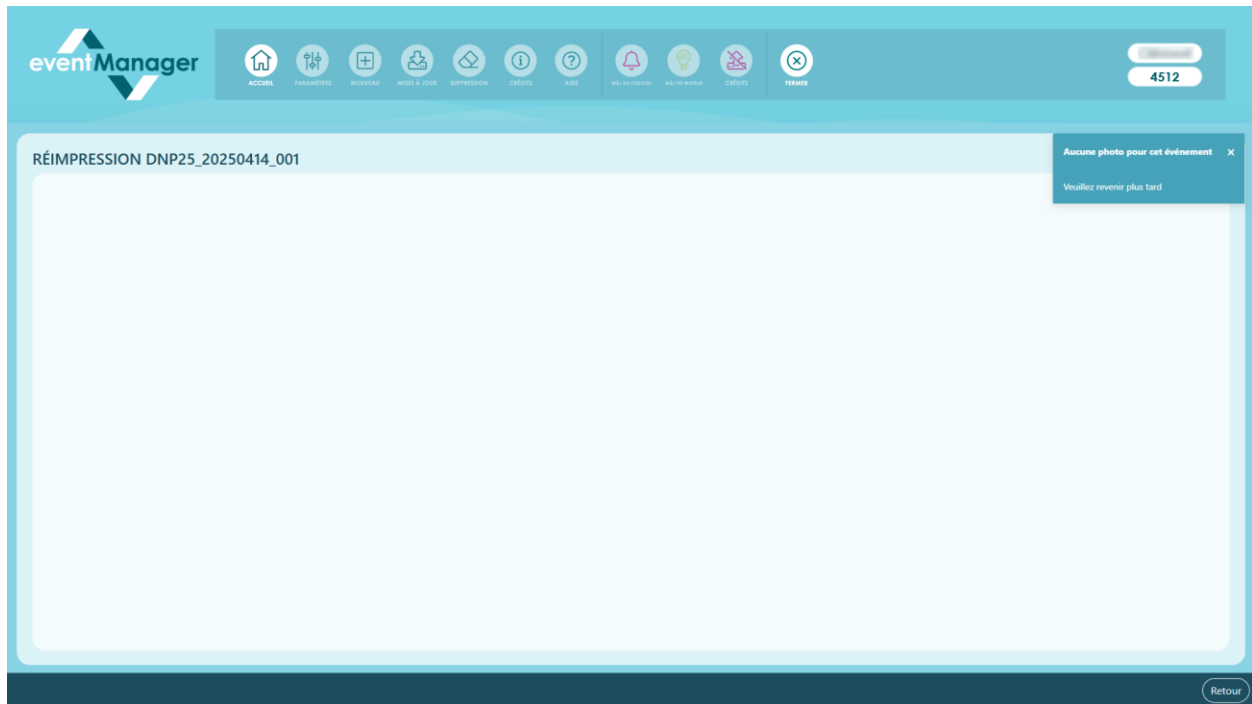 eventManager
ACCUEIL
PARAMÈTRES
NOUVEAU
MISES À JOUR
SUPPRESSION
CRÉDITS
AIDE
CRÉDITS
FERMER
4512
RÉIMPRESSION DNP25_20250414_001
Aucune photo pour cet événement ×
Veuillez revenir plus tard
Retour